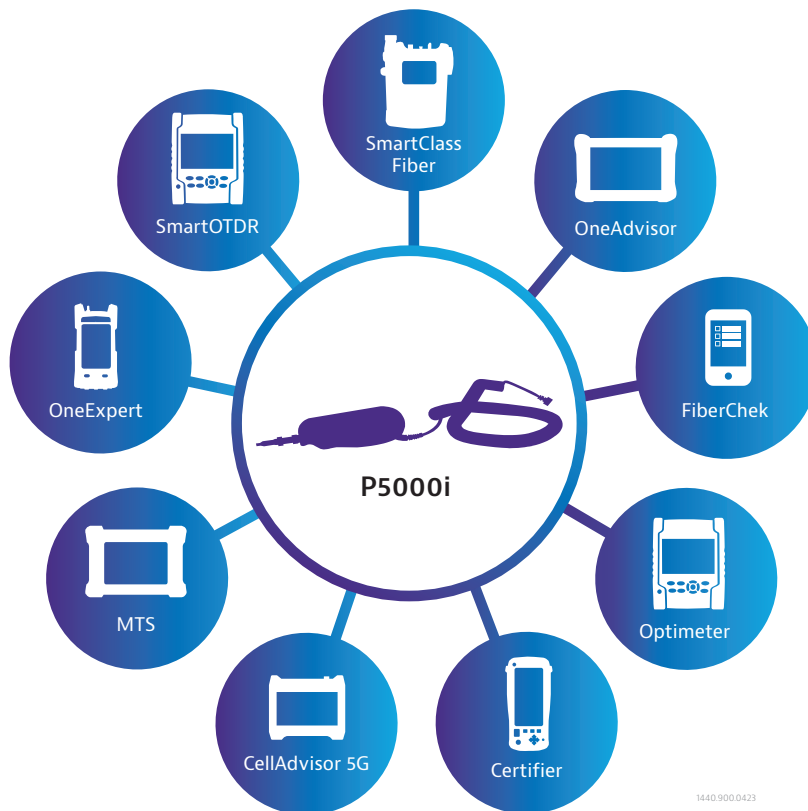 SmartClass
Fiber
SmartOTDR
OneAdvisor
OneExpert
FiberChek
P5000i
MTS
Optimeter
CellAdvisor 5G
Certifier
1440.900.0423